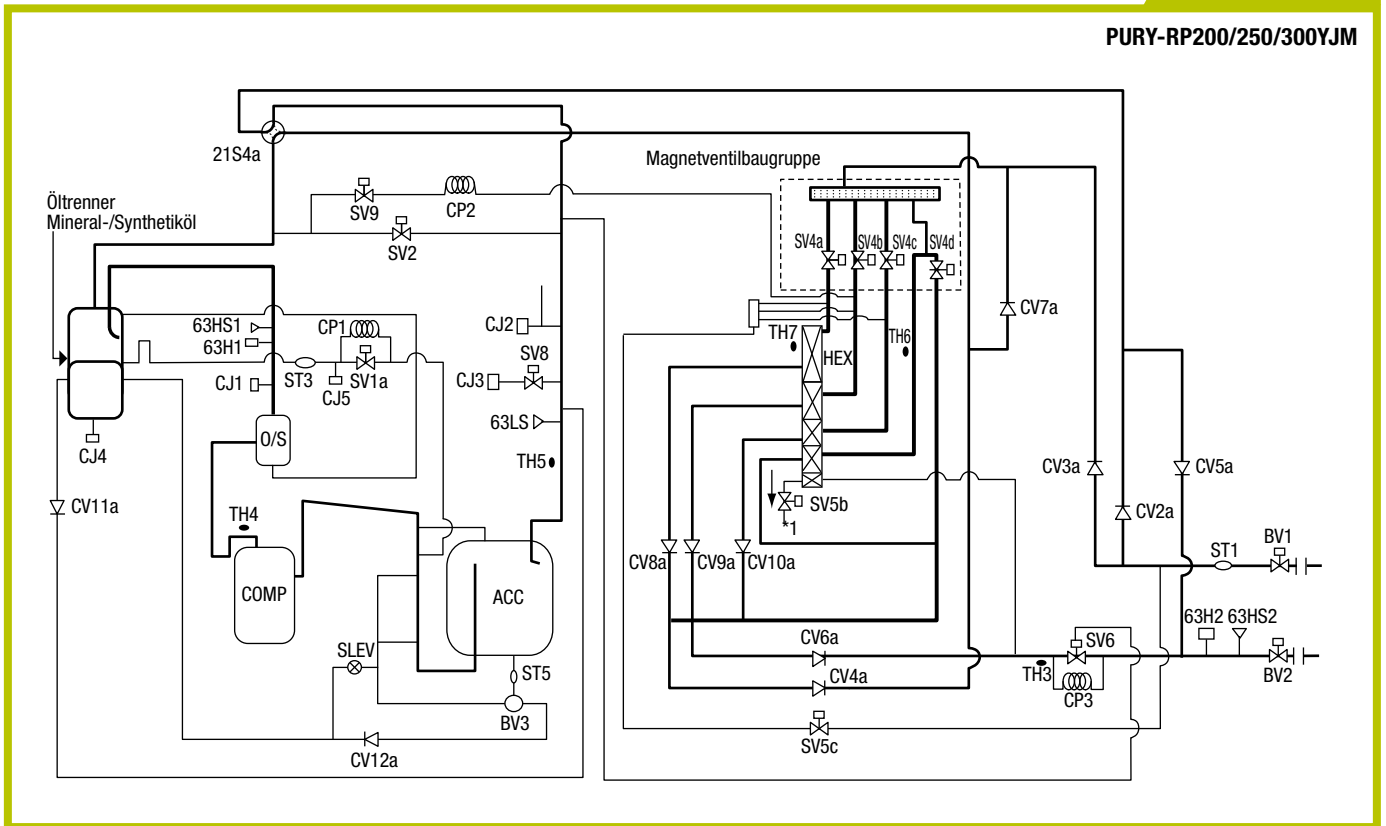 PURY-RP200/250/300YJM
21S4a
Magnetventilbaugruppe
Öltrenner
Mineral-/Synthetiköl
SV9
CP2
SV2
SV4a
SV4b
SV4c
SV4d
CV7a
63HS1
63H1
CP1
CJ2
TH7
HEX
TH6
ST3
SV1a
CJ5
CJ1
CJ3
SV8
63LS
O/S
CJ4
TH5
CV3a
CV5a
CV11a
TH4
SV5b
*1
CV2a
ST1
BV1
CV8a
CV9a
CV10a
COMP
ACC
63H2
63HS2
CV6a
SV6
SLEV
ST5
TH3
CV4a
CP3
BV2
BV3
SV5c
CV12a